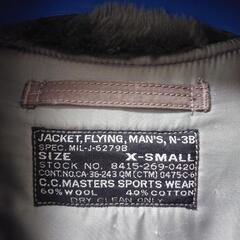 JACKET, FLYING, MAN'S, N-3B
SPEC. MIL-J-6279B
SIZE X-SMALL
STOCK NO. 8415-269-0420
CONT.NO.CA-36-243 QM(CTM) 0475-C-6
C.C.MASTERS SPORTS WEAR
60% WOOL 40% COTTON
DRY CLEAN ONLY